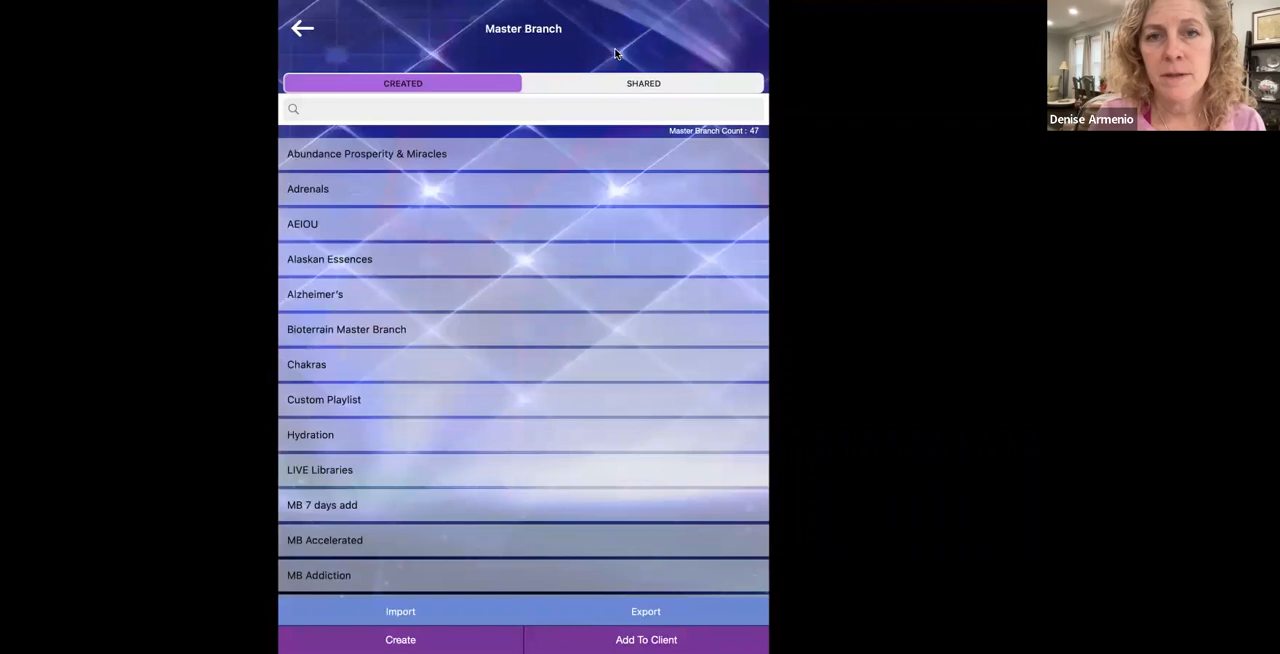 Master Branch
CREATED
SHARED
Master Branch Count : 47
Abundance Prosperity & Miracles
Adrenals
AEIOU
Alaskan Essences
Alzheimer's
Bioterrain Master Branch
Chakras
Custom Playlist
Hydration
LIVE Libraries
MB 7 days add
MB Accelerated
MB Addiction
Import
Export
Create
Add To Client
Denise Armenio